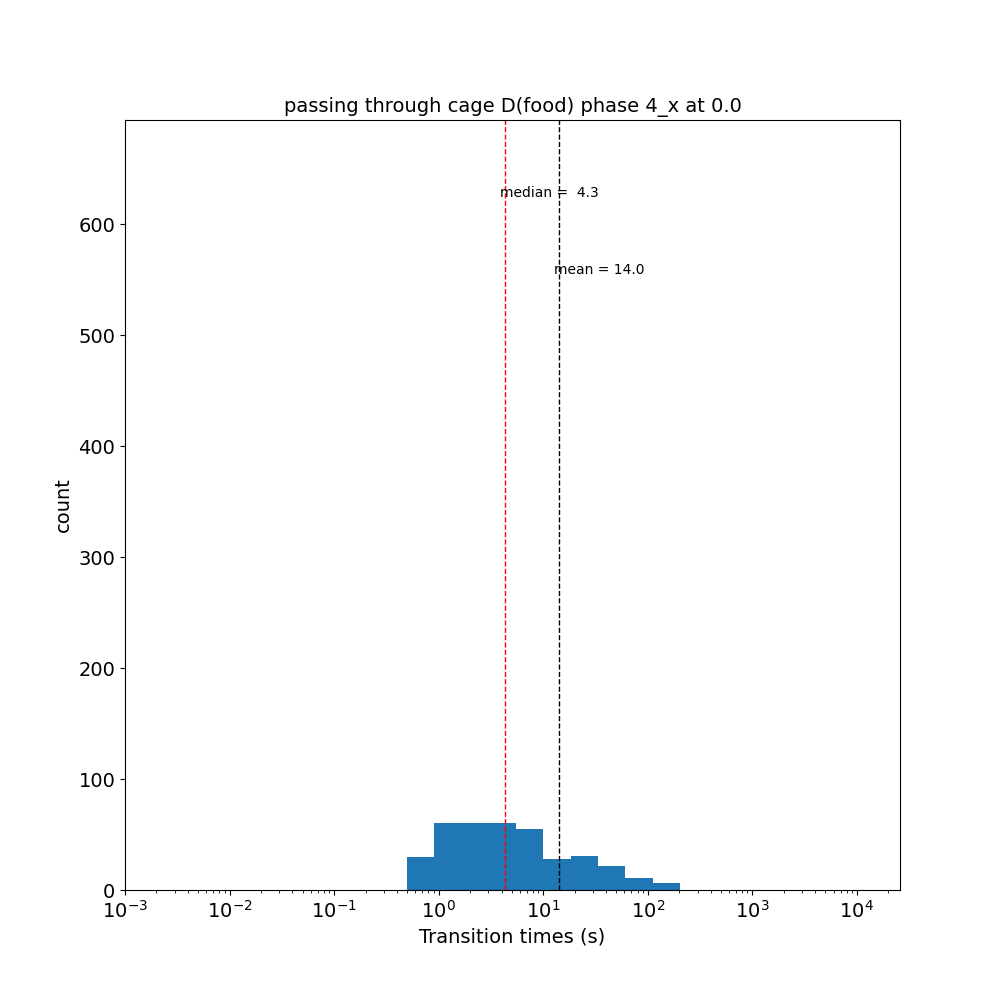 passing through cage D(food) phase 4_x at 0.0
median =  4.3
mean = 14.0
600
500
400
300
200
100
0
count
10⁻³ 10⁻² 10⁻¹ 10⁰ 10¹ 10² 10³ 10⁴
Transition times (s)